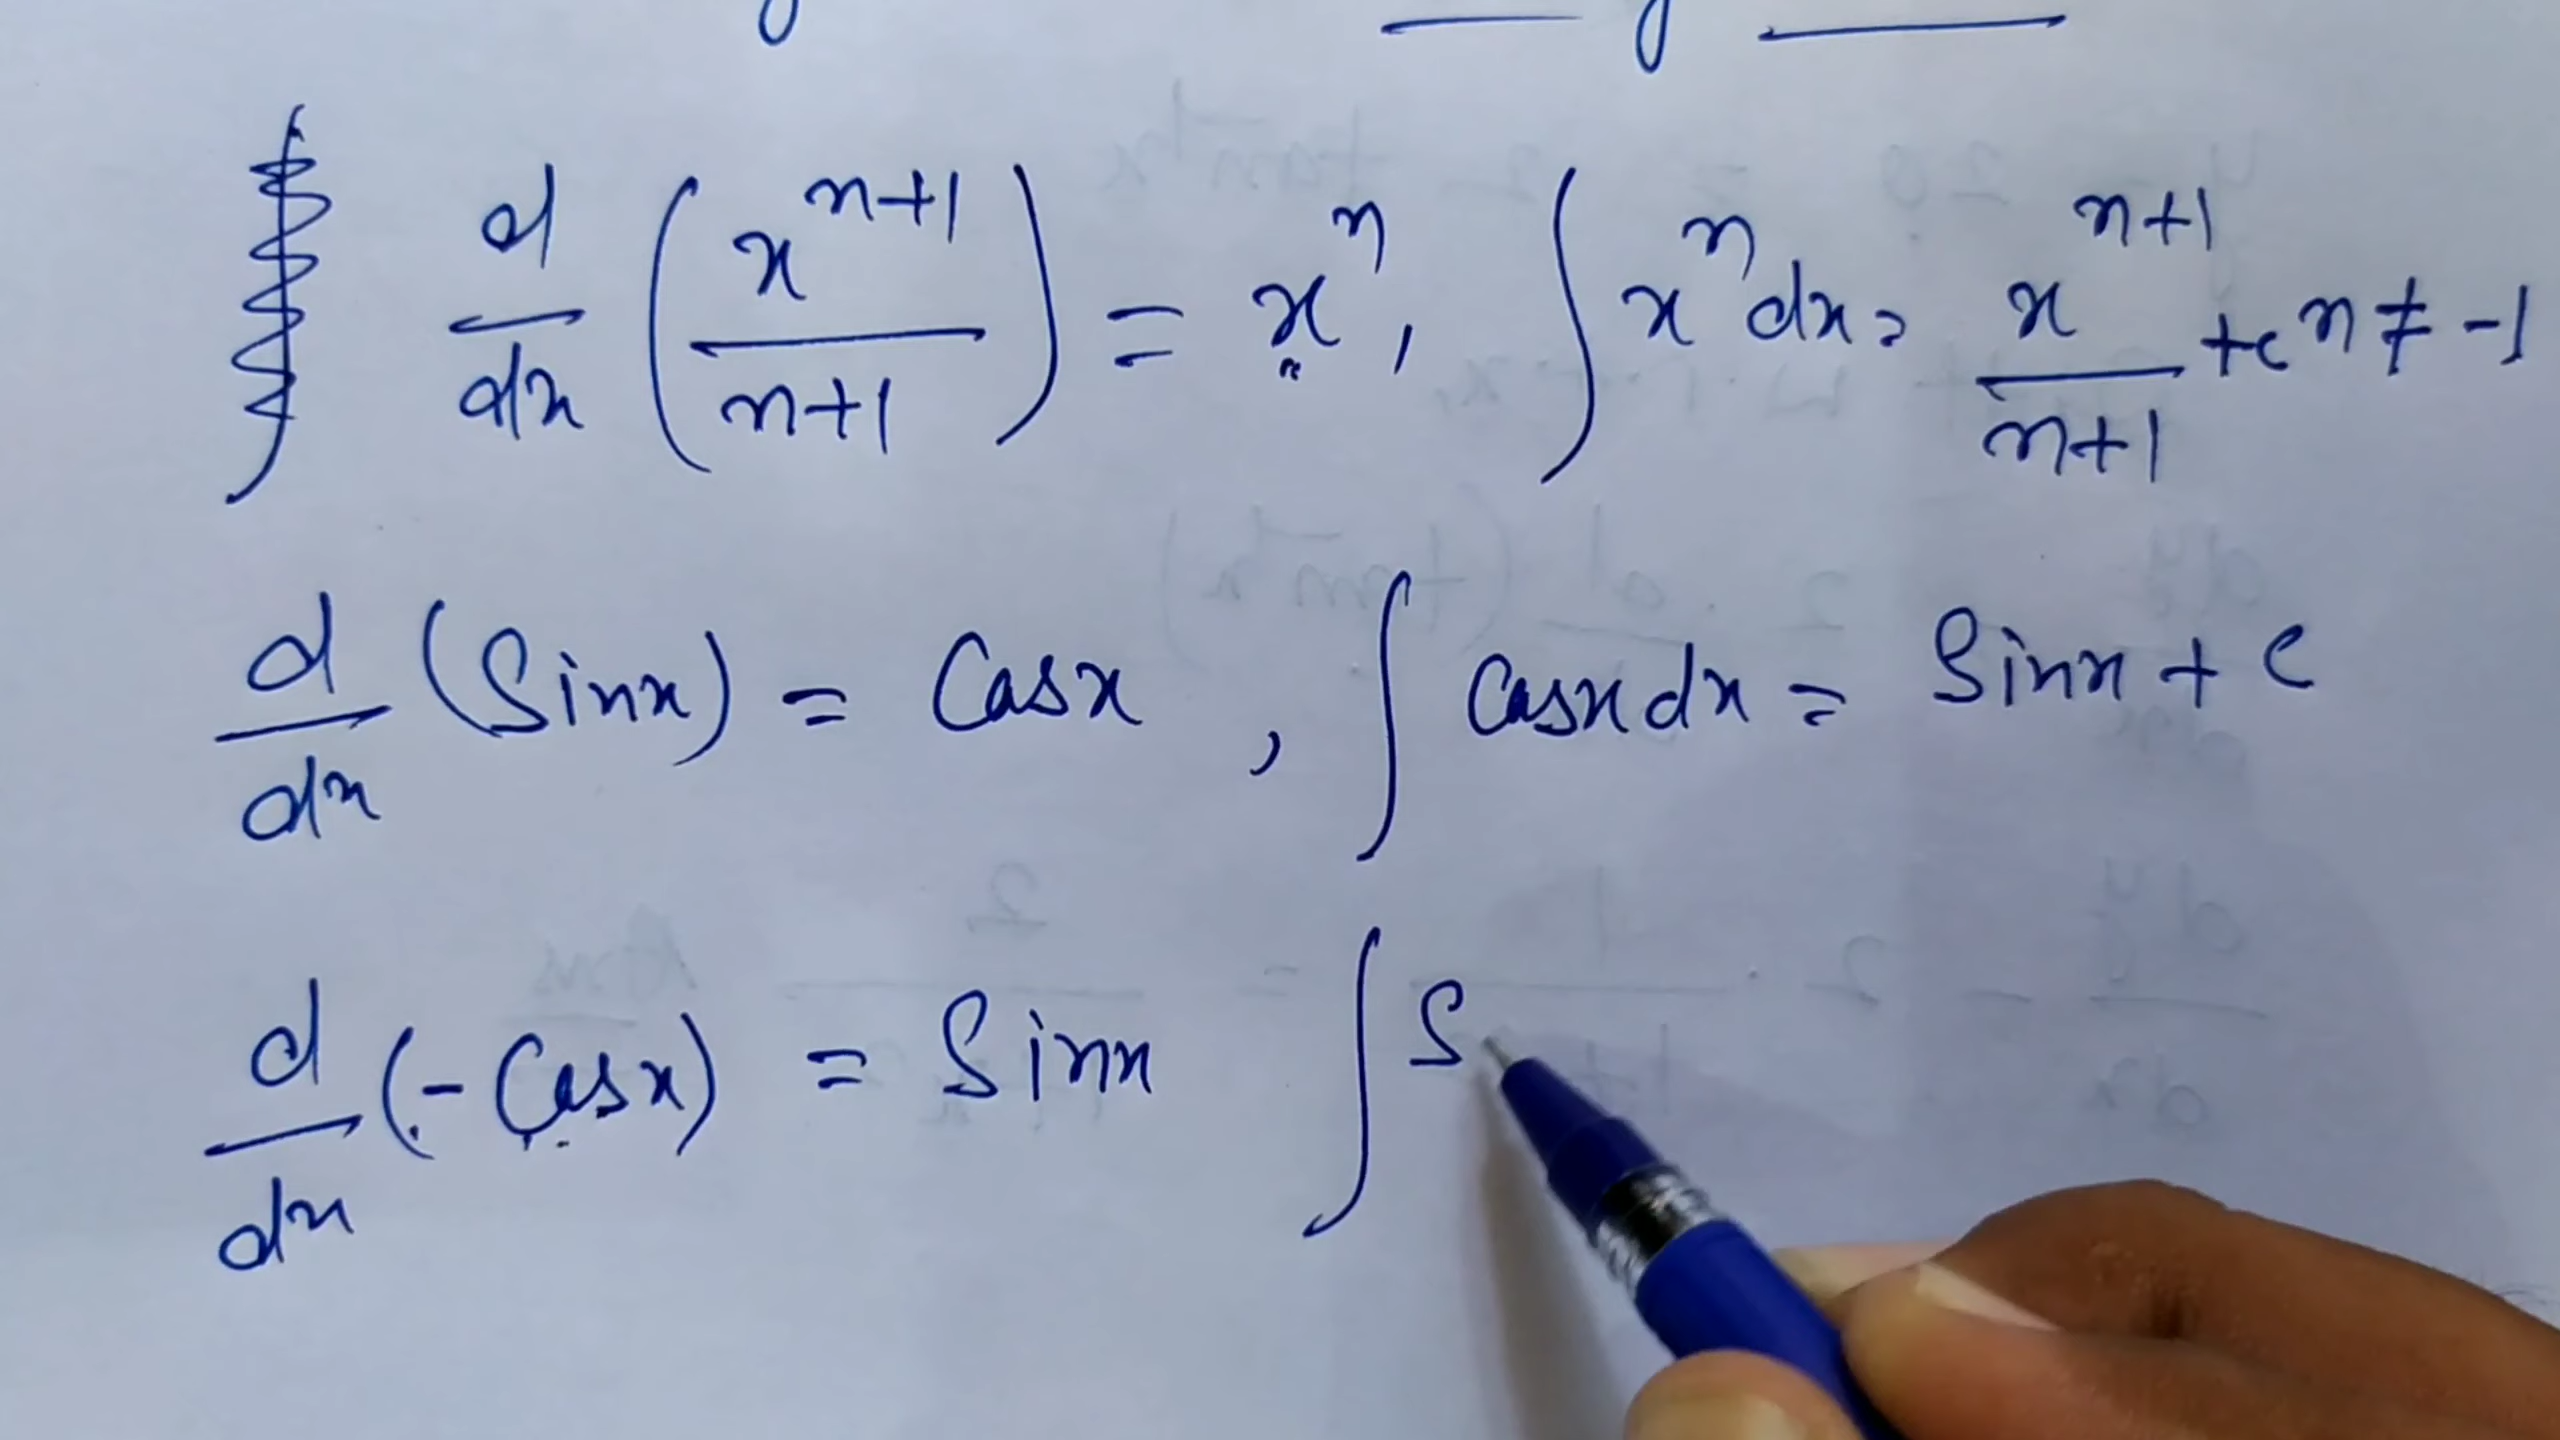 d/dx (x^(n+1)/(n+1)) = x^n, ∫ x^n dx = x^(n+1)/(n+1) + c n ≠ -1
d/dx (Sinx) = Cosx , ∫ Cosx dx = Sinx + c
d/dx (- Cosx) = Sinx ∫ S